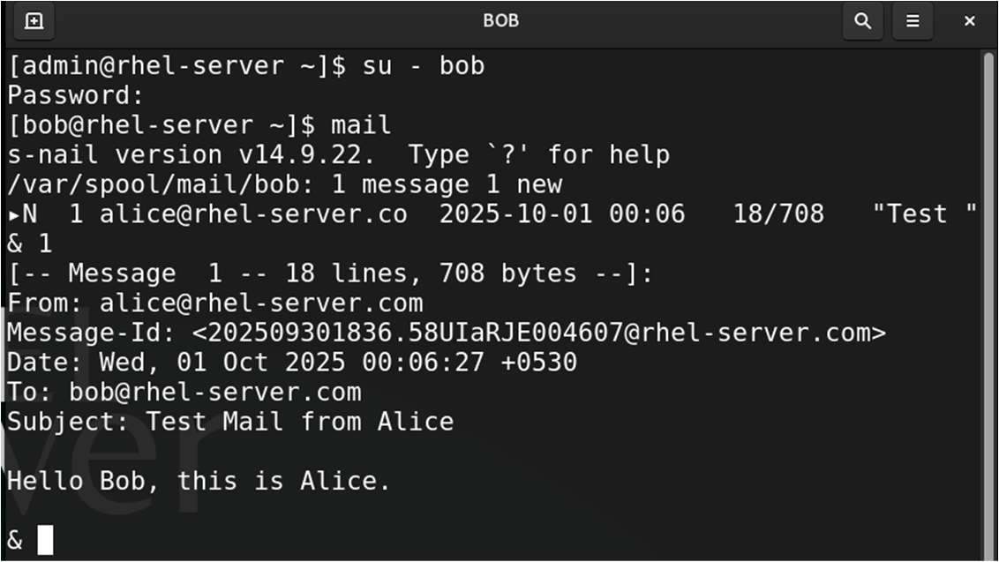 BOB
[admin@rhel-server ~]$ su - bob
Password:
[bob@rhel-server ~]$ mail
s-nail version v14.9.22.  Type `?' for help
/var/spool/mail/bob: 1 message 1 new
▸N  1 alice@rhel-server.co  2025-10-01 00:06   18/708   "Test "
& 1
[-- Message  1 -- 18 lines, 708 bytes --]:
From: alice@rhel-server.com
Message-Id: <202509301836.58UIaRJE004607@rhel-server.com>
Date: Wed, 01 Oct 2025 00:06:27 +0530
To: bob@rhel-server.com
Subject: Test Mail from Alice

Hello Bob, this is Alice.

&